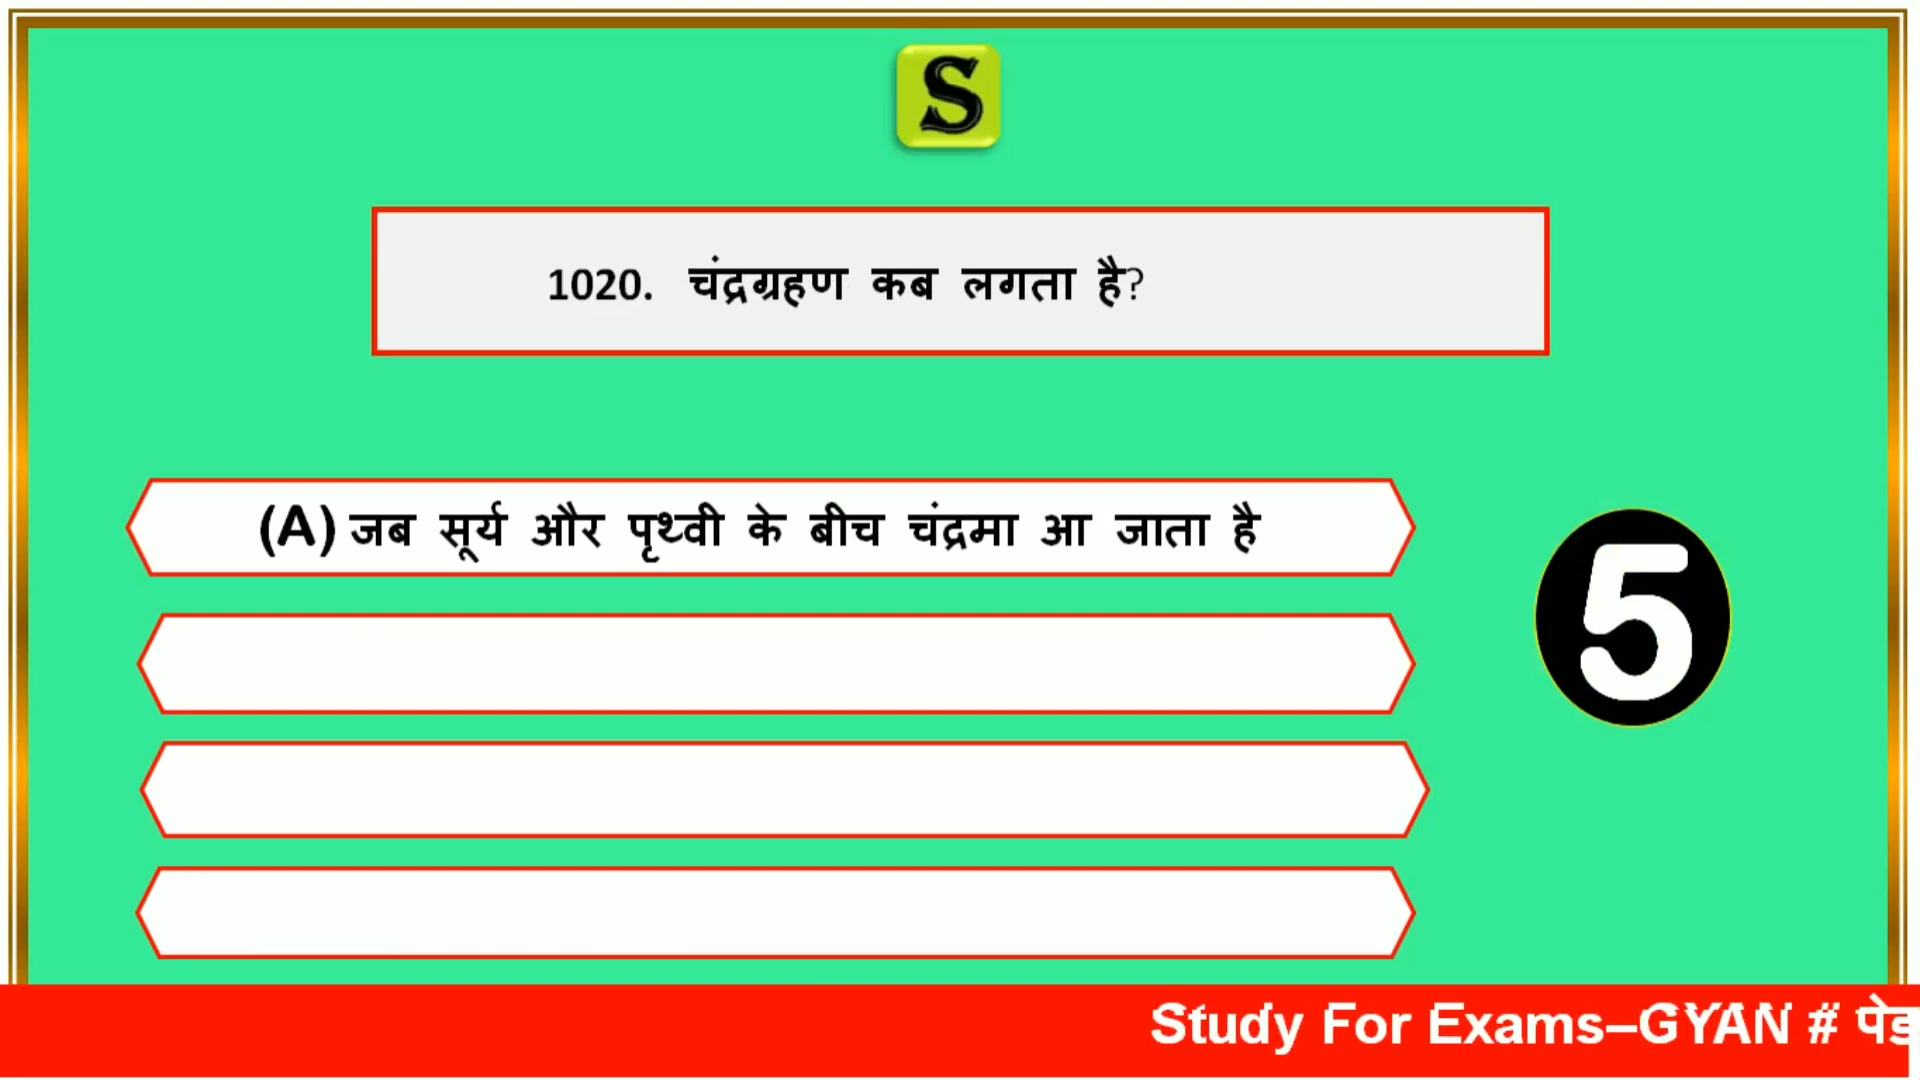 S
1020. चंद्रग्रहण कब लगता है?
(A) जब सूर्य और पृथ्वी के बीच चंद्रमा आ जाता है
5
Study For Exams–GYAN #